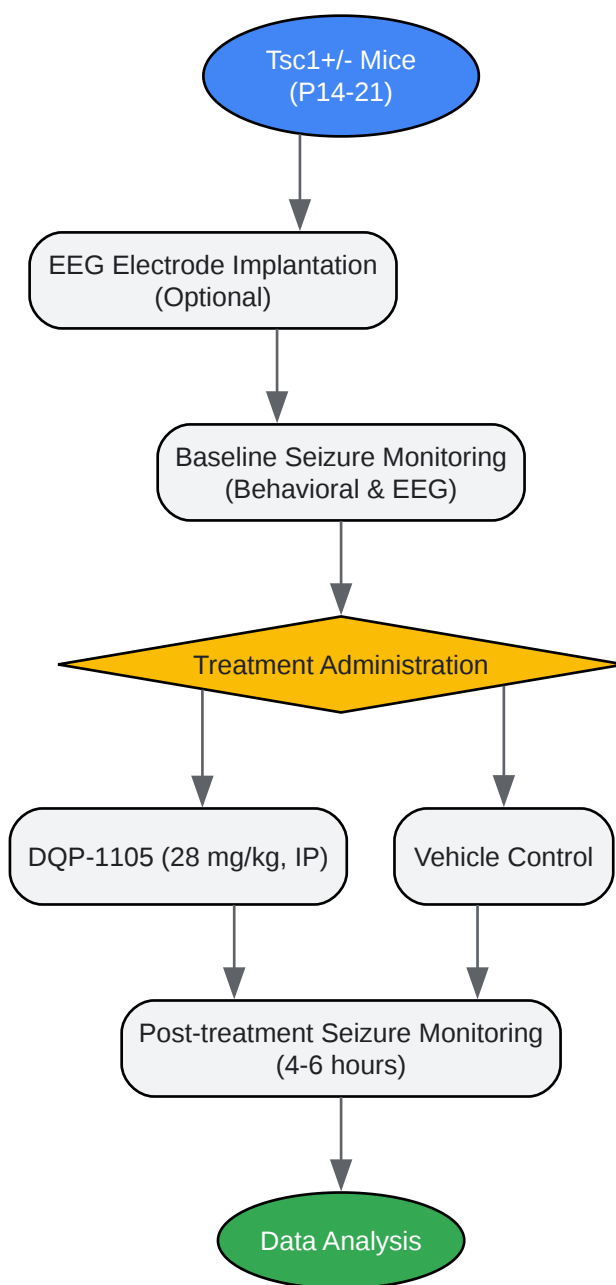 Tsc1+/- Mice
(P14-21)
EEG Electrode Implantation
(Optional)
Baseline Seizure Monitoring
(Behavioral & EEG)
Treatment Administration
DQP-1105 (28 mg/kg, IP)
Vehicle Control
Post-treatment Seizure Monitoring
(4-6 hours)
Data Analysis